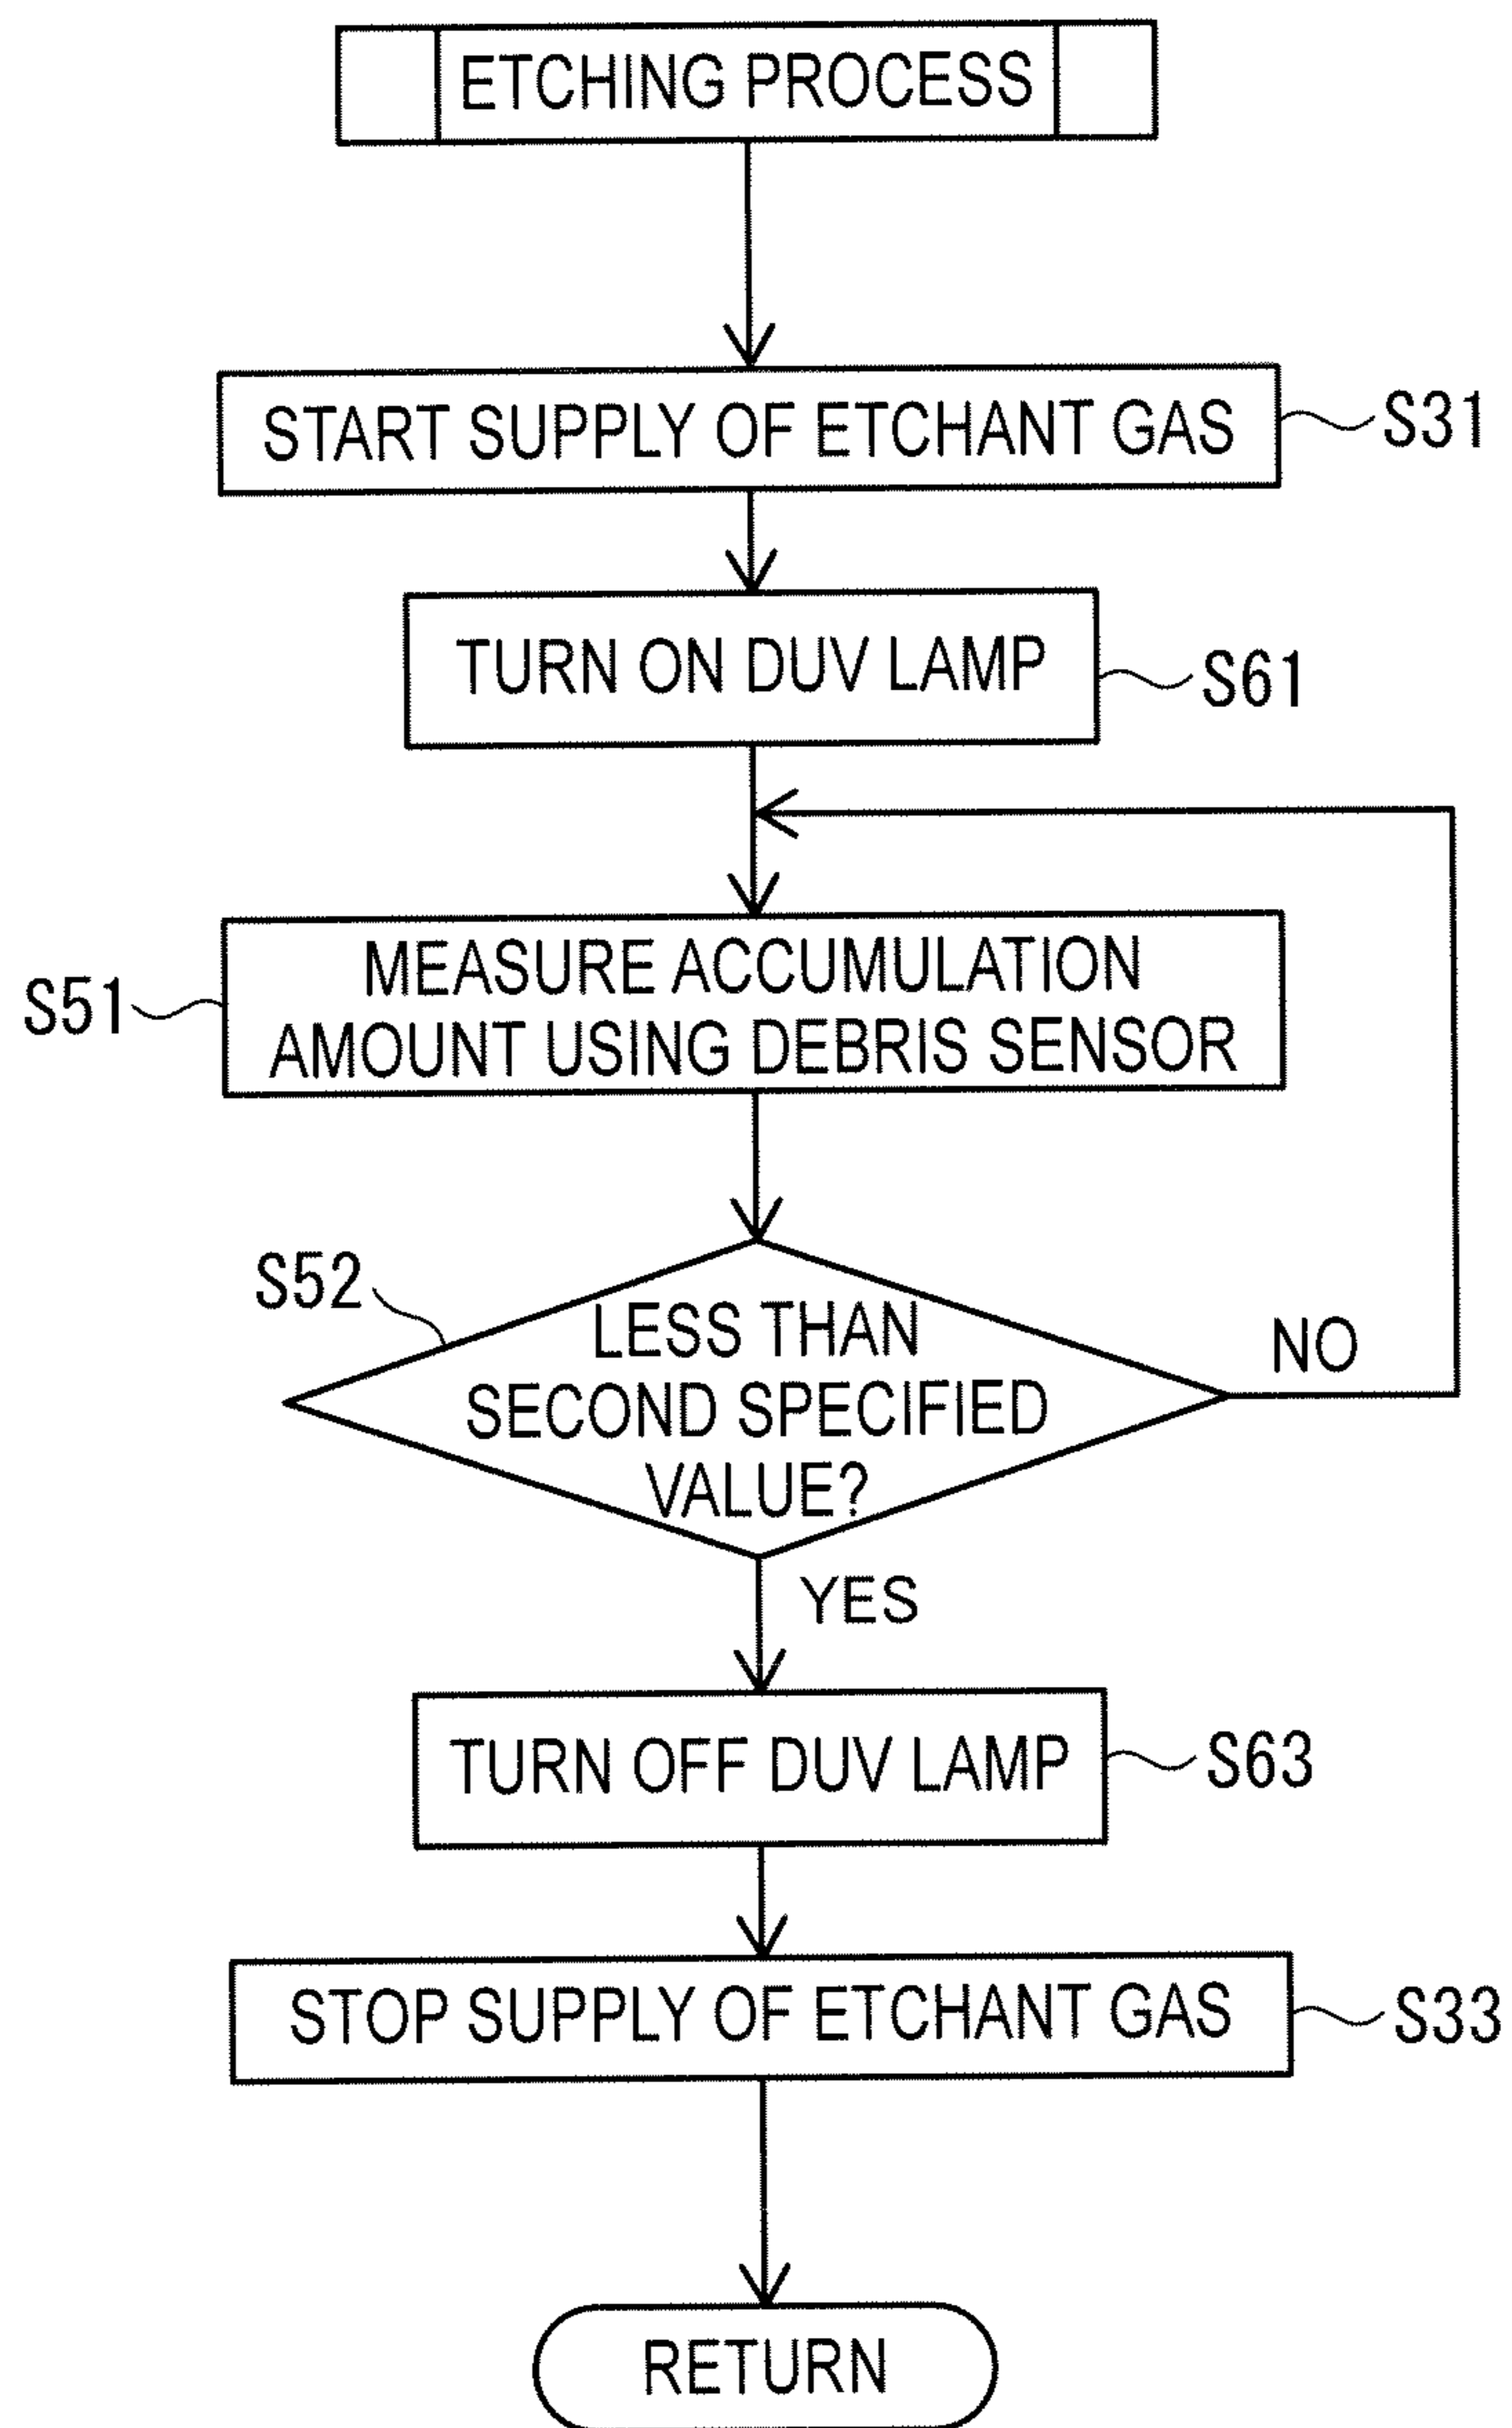 ETCHING PROCESS
START SUPPLY OF ETCHANT GAS
S31
TURN ON DUV LAMP
S61
S51
MEASURE ACCUMULATION
AMOUNT USING DEBRIS SENSOR
S52
LESS THAN
SECOND SPECIFIED
VALUE?
NO
YES
TURN OFF DUV LAMP
S63
STOP SUPPLY OF ETCHANT GAS
S33
RETURN